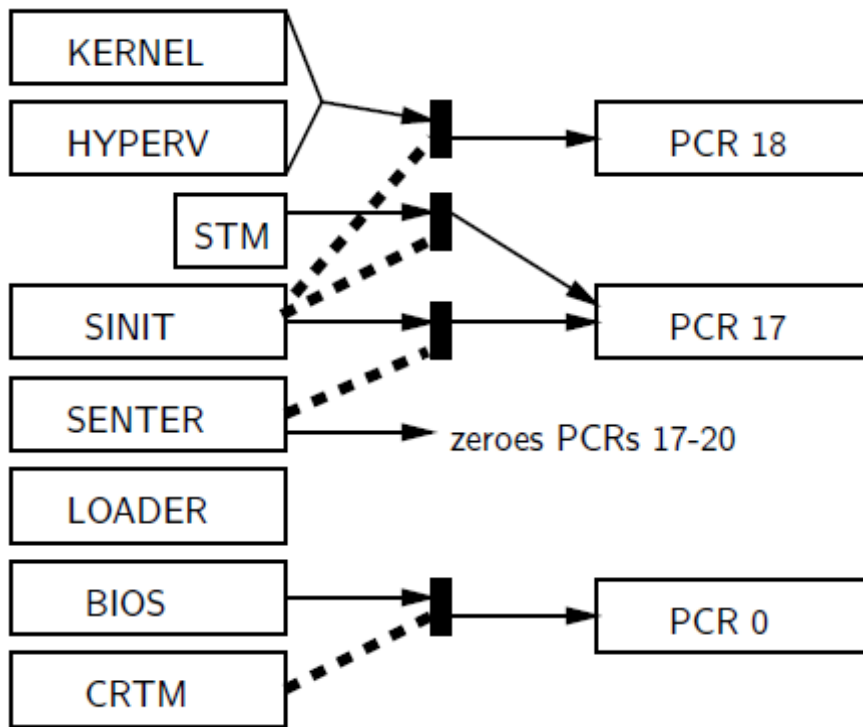 KERNEL
HYPERV
PCR 18
STM
SINIT
PCR 17
SENTER
zeroes PCRs 17-20
LOADER
BIOS
PCR 0
CRTM